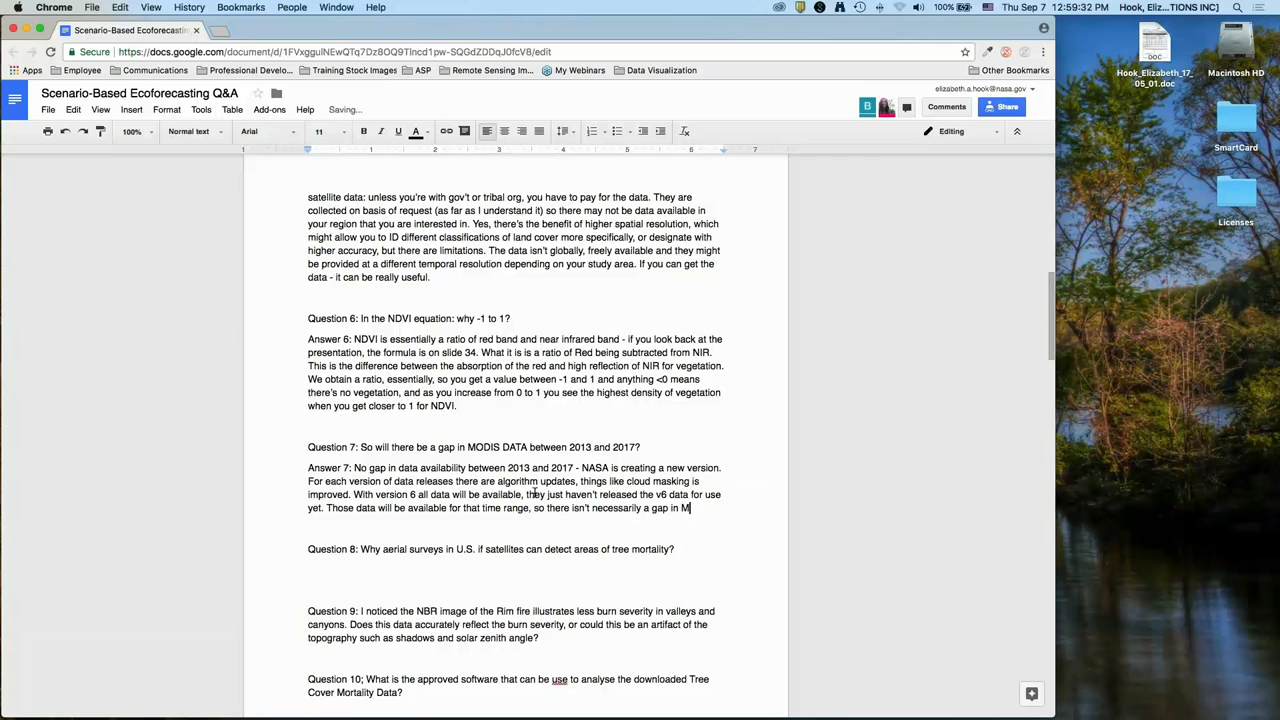 Chrome File Edit View History Bookmarks People Window Help 100% Thu Sep 7 12:59:32 PM Hook, Eliz...TIONS INC]
Scenario-Based Ecoforecasting
Secure https://docs.google.com/document/d/1FVxggulNEwQTq7Dz8OQ9TIncd1pw-SQGdZDDqJ0fcV8/edit
Apps Employee Communications Professional Develo... Training Stock Images ASP Remote Sensing Im... My Webinars Data Visualization Other Bookmarks
Hook_Elizabeth_17_05_01.doc
Macintosh HD
SmartCard
Licenses
Scenario-Based Ecoforecasting Q&A
elizabeth.a.hook@nasa.gov
File Edit View Insert Format Tools Table Add-ons Help Saving...
B Comments Share
100% Normal text Arial 11 B I U A Editing
1 1 2 3 4 5 6 7
satellite data: unless you're with gov't or tribal org, you have to pay for the data. They are
collected on basis of request (as far as I understand it) so there may not be data available in
your region that you are interested in. Yes, there's the benefit of higher spatial resolution, which
might allow you to ID different classifications of land cover more specifically, or designate with
higher accuracy, but there are limitations. The data isn't globally, freely available and they might
be provided at a different temporal resolution depending on your study area. If you can get the
data - it can be really useful.
Question 6: In the NDVI equation: why -1 to 1?
Answer 6: NDVI is essentially a ratio of red band and near infrared band - if you look back at the
presentation, the formula is on slide 34. What it is is a ratio of Red being subtracted from NIR.
This is the difference between the absorption of the red and high reflection of NIR for vegetation.
We obtain a ratio, essentially, so you get a value between -1 and 1 and anything <0 means
there's no vegetation, and as you increase from 0 to 1 you see the highest density of vegetation
when you get closer to 1 for NDVI.
Question 7: So will there be a gap in MODIS DATA between 2013 and 2017?
Answer 7: No gap in data availability between 2013 and 2017 - NASA is creating a new version.
For each version of data releases there are algorithm updates, things like cloud masking is
improved. With version 6 all data will be available, they just haven't released the v6 data for use
yet. Those data will be available for that time range, so there isn't necessarily a gap in M
Question 8: Why aerial surveys in U.S. if satellites can detect areas of tree mortality?
Question 9: I noticed the NBR image of the Rim fire illustrates less burn severity in valleys and
canyons. Does this data accurately reflect the burn severity, or could this be an artifact of the
topography such as shadows and solar zenith angle?
Question 10; What is the approved software that can be use to analyse the downloaded Tree
Cover Mortality Data?